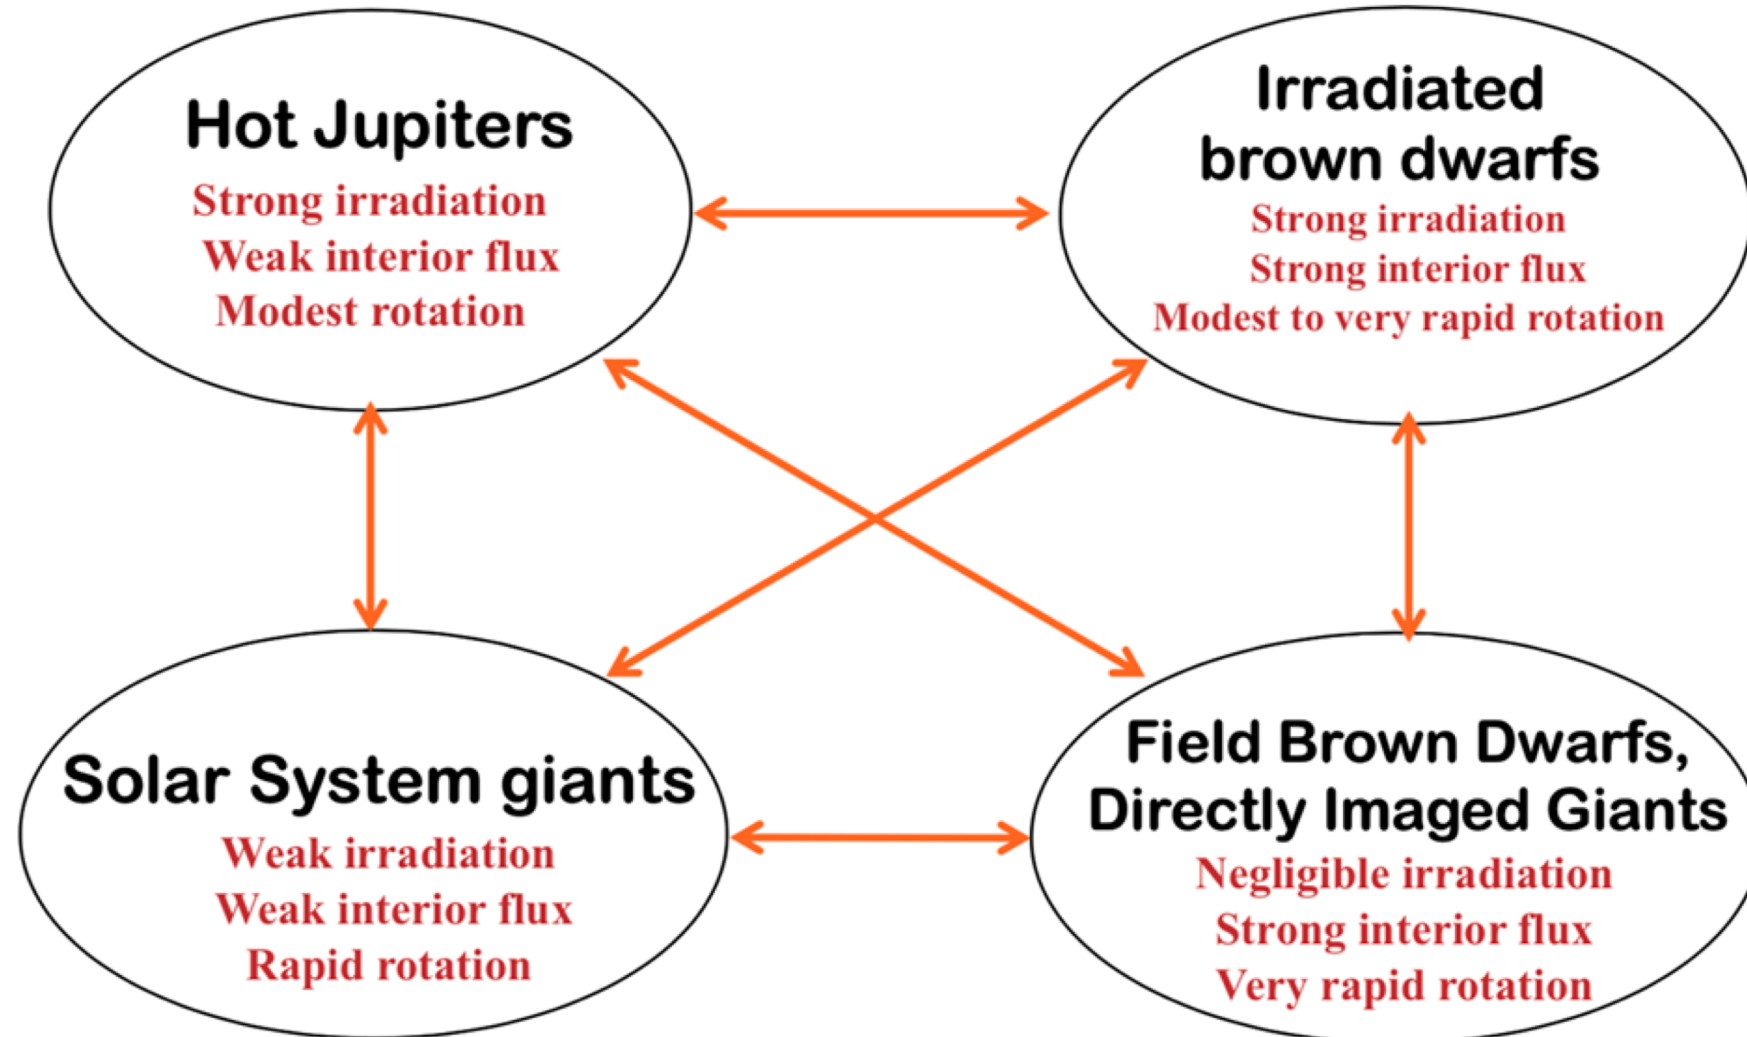 Hot Jupiters
Strong irradiation
Weak interior flux
Modest rotation
Irradiated
brown dwarfs
Strong irradiation
Strong interior flux
Modest to very rapid rotation
Solar System giants
Weak irradiation
Weak interior flux
Rapid rotation
Field Brown Dwarfs,
Directly Imaged Giants
Negligible irradiation
Strong interior flux
Very rapid rotation